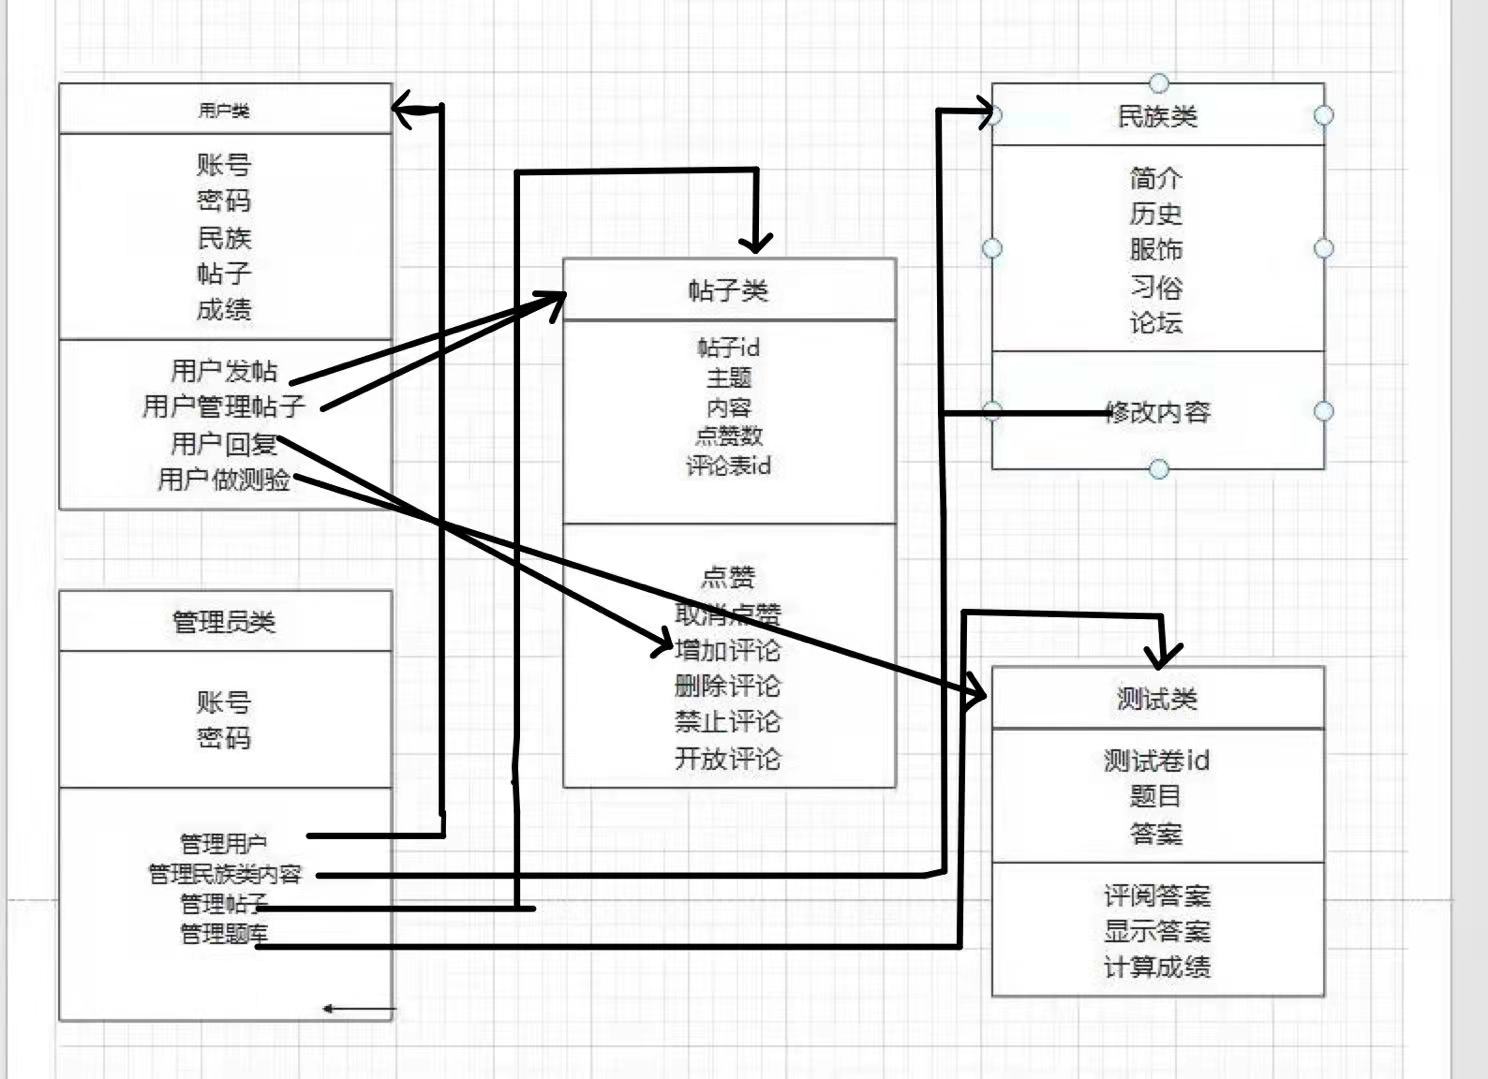 用户类
账号
密码
民族
帖子
成绩
用户发帖
用户管理帖子
用户回复
用户做测验
管理员类
账号
密码
管理用户
管理民族类内容
管理帖子
管理题库
帖子类
帖子id
主题
内容
点赞数
评论表id
点赞
取消点赞
增加评论
删除评论
禁止评论
开放评论
民族类
简介
历史
服饰
习俗
论坛
修改内容
测试类
测试卷id
题目
答案
评阅答案
显示答案
计算成绩